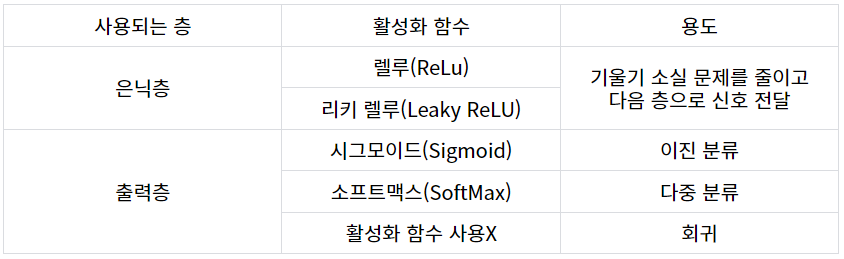 사용되는 층 활성화 함수 용도
은닉층
렐루(ReLu)
리키 렐루(Leaky ReLU)
기울기 소실 문제를 줄이고
다음 층으로 신호 전달
출력층
시그모이드(Sigmoid) 이진 분류
소프트맥스(SoftMax) 다중 분류
활성화 함수 사용X 회귀